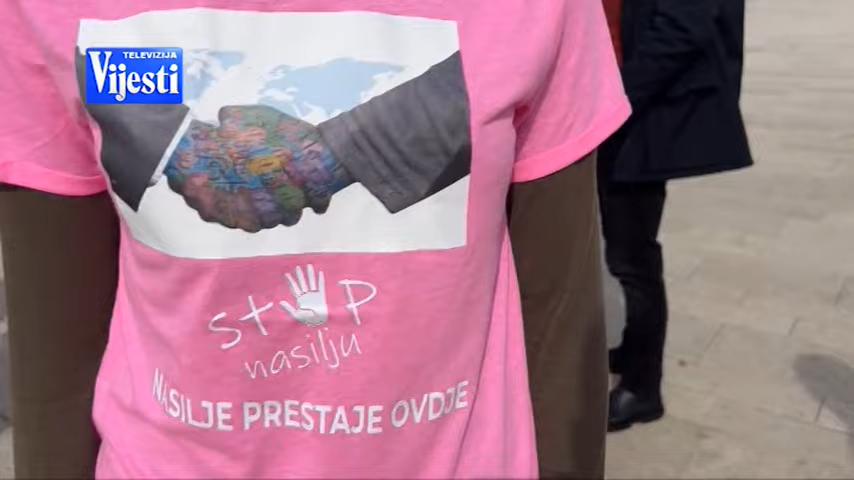 TELEVIZIJA
Vijesti
STOP
nasilju
NASILJE PRESTAJE OVDJE